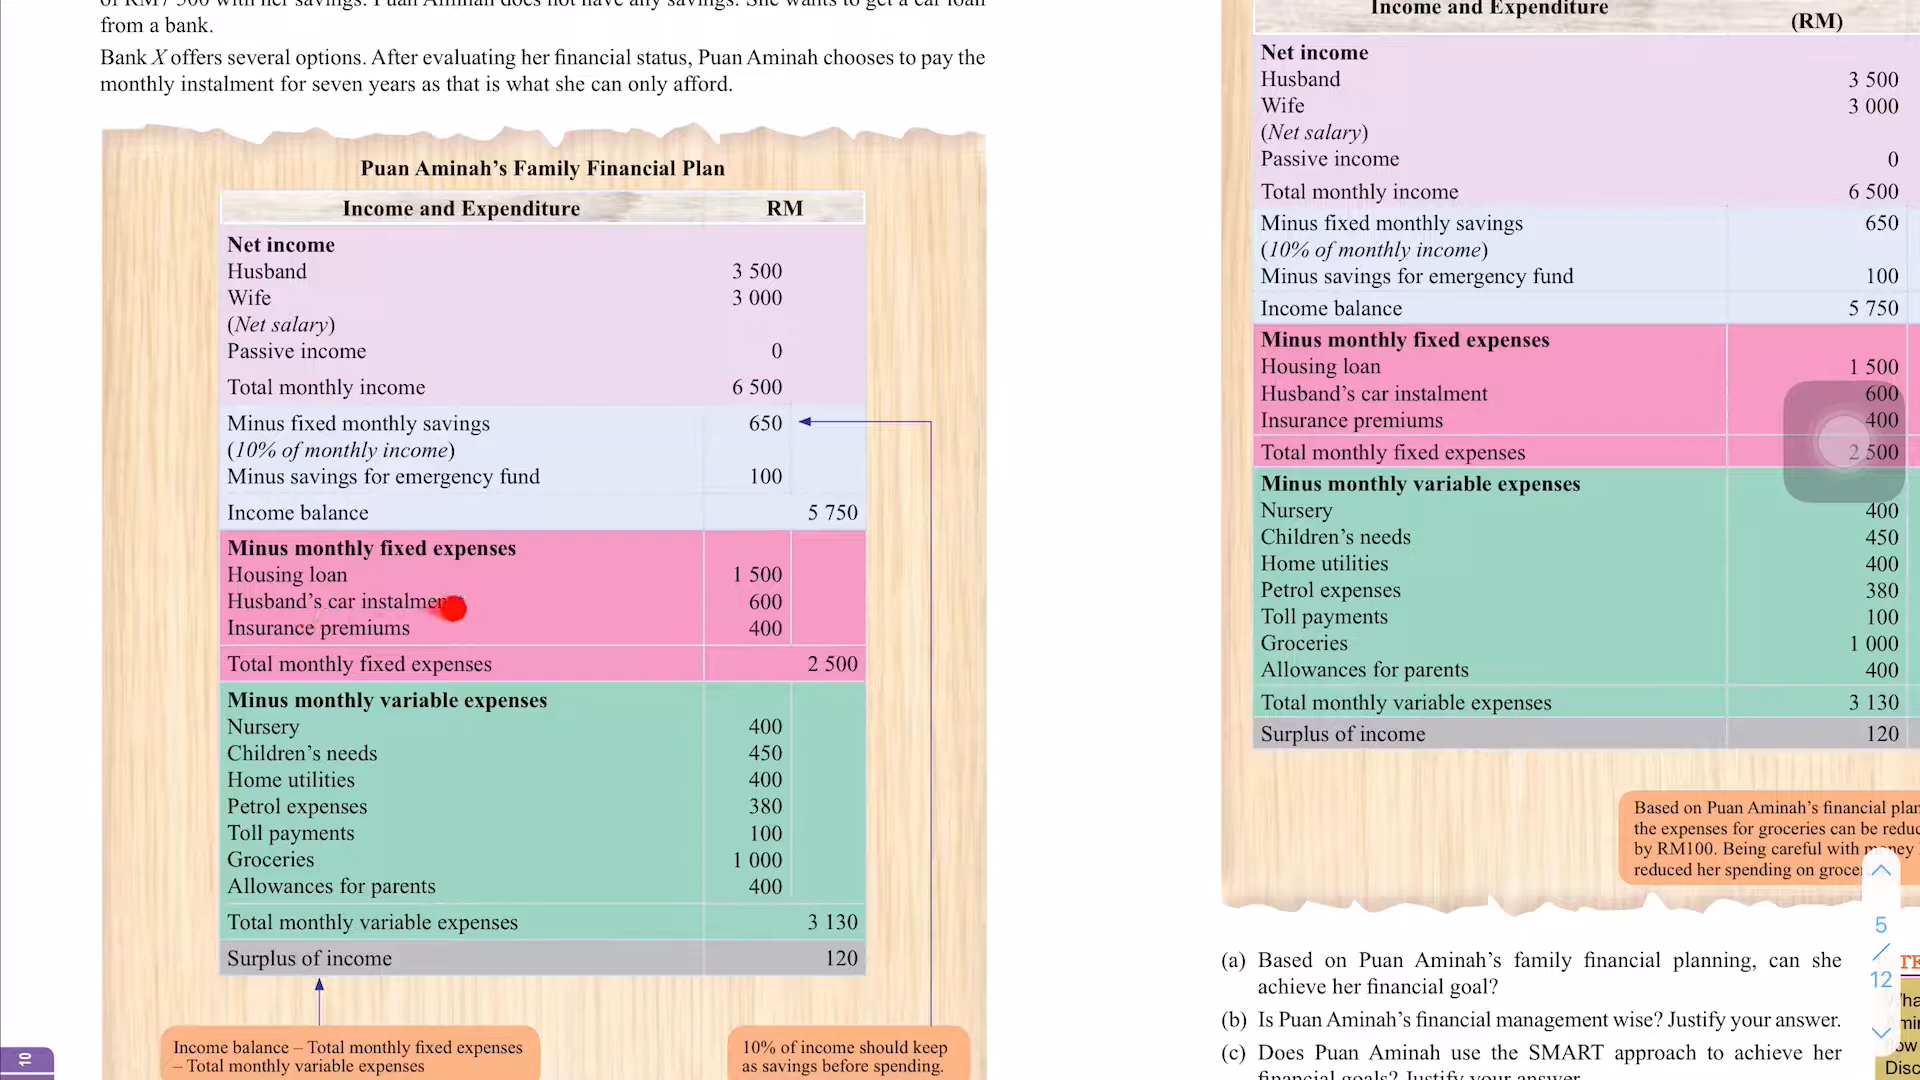 from a bank.
Bank X offers several options. After evaluating her financial status, Puan Aminah chooses to pay the
monthly instalment for seven years as that is what she can only afford.
Puan Aminah’s Family Financial Plan
Income and Expenditure RM
Net income
Husband 3 500
Wife 3 000
(Net salary)
Passive income 0
Total monthly income 6 500
Minus fixed monthly savings 650
(10% of monthly income)
Minus savings for emergency fund 100
Income balance 5 750
Minus monthly fixed expenses
Housing loan 1 500
Husband’s car 600
Insurance premiums 400
Total monthly fixed expenses 2 500
Minus monthly variable expenses
Nursery 400
Children’s needs 450
Home utilities 400
Petrol expenses 380
Toll payments 100
Groceries 1 000
Allowances for parents 400
Total monthly variable expenses 3 130
Surplus of income 120
Income balance – Total monthly fixed expenses
– Total monthly variable expenses
10% of income should keep
as savings before spending.
10
Income and Expenditure
(RM)
Net income
Husband 3 500
Wife 3 000
(Net salary)
Passive income 0
Total monthly income 6 500
Minus fixed monthly savings 650
(10% of monthly income)
Minus savings for emergency fund 100
Income balance 5 750
Minus monthly fixed expenses
Housing loan 1 500
Husband’s car instalment 600
Insurance premiums 400
Total monthly fixed expenses 2 500
Minus monthly variable expenses
Nursery 400
Children’s needs 450
Home utilities 400
Petrol expenses 380
Toll payments 100
Groceries 1 000
Allowances for parents 400
Total monthly variable expenses 3 130
Surplus of income 120
Based on Puan Aminah’s financial
the expenses for groceries can be
by RM100. Being careful with
reduced her spending on
5
/
12
(a) Based on Puan Aminah’s family financial planning, can she
achieve her financial goal?
(b) Is Puan Aminah’s financial management wise? Justify your answer.
(c) Does Puan Aminah use the SMART approach to achieve her